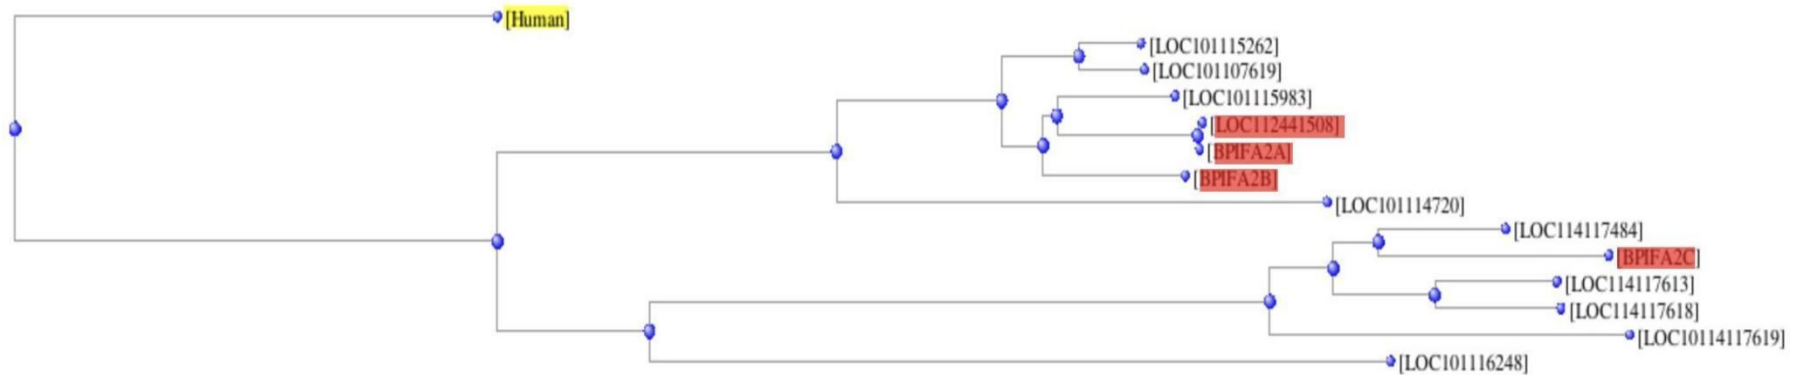 [Human]
[LOC101115262]
[LOC101107619]
[LOC101115983]
[LOC112441508]
[BPIFA2A]
[BPIFA2B]
[LOC101114720]
[LOC114117484]
[BPIFA2C]
[LOC114117613]
[LOC114117618]
[LOC10114117619]
[LOC101116248]